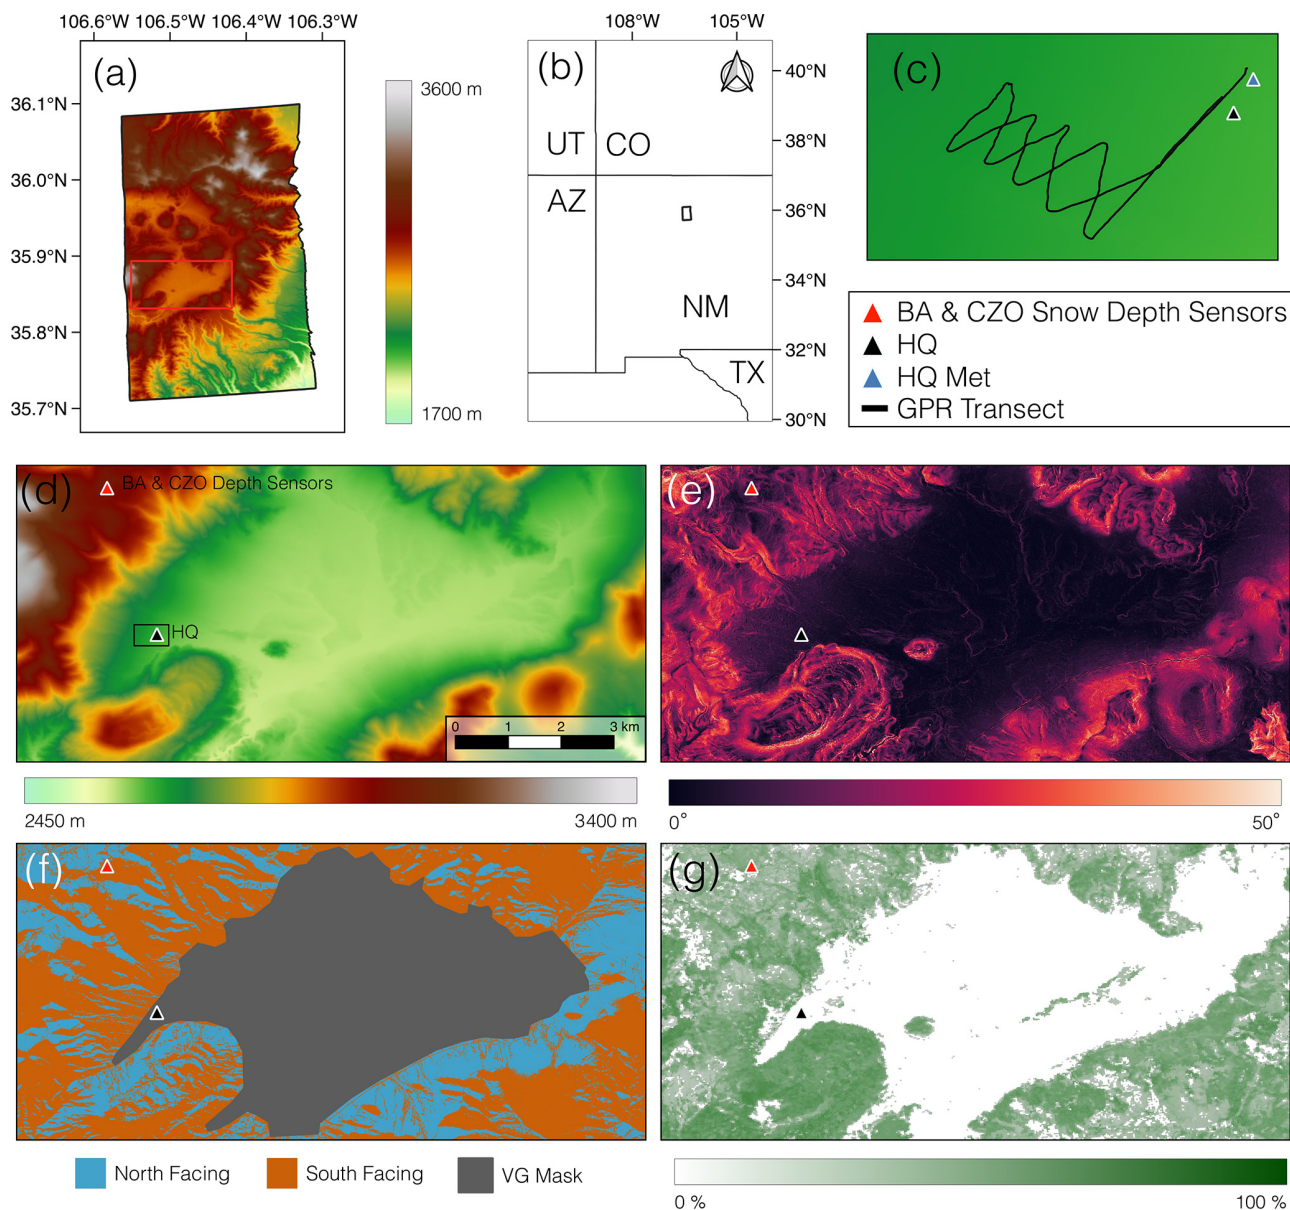 106.6°W 106.5°W 106.4°W 106.3°W
(a)
36.1°N
36.0°N
35.9°N
35.8°N
35.7°N
3600 m
1700 m
108°W 105°W
(b)
40°N
38°N
36°N
34°N
32°N
30°N
UT CO
AZ
NM
TX
(c)
BA & CZO Snow Depth Sensors
HQ
HQ Met
GPR Transect
(d)
BA & CZO Depth Sensors
HQ
0 1 2 3 km
2450 m 3400 m
(e)
0° 50°
(f)
North Facing South Facing VG Mask
(g)
0 % 100 %